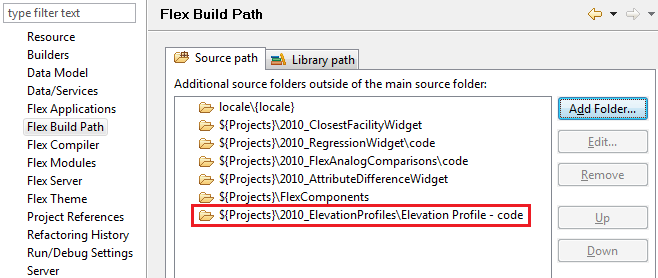 type filter text
Resource
Builders
Data Model
Data/Services
Flex Applications
Flex Build Path
Flex Compiler
Flex Modules
Flex Server
Flex Theme
Project References
Refactoring History
Run/Debug Settings
Server
Flex Build Path
Source path
Library path
Additional source folders outside of the main source folder:
locale\{locale}
${Projects}\2010_ClosestFacilityWidget
${Projects}\2010_RegressionWidget\code
${Projects}\2010_FlexAnalogComparisons\code
${Projects}\2010_AttributeDifferenceWidget
${Projects}\FlexComponents
${Projects}\2010_ElevationProfiles\Elevation Profile - code
Add Folder...
Edit...
Remove
Up
Down